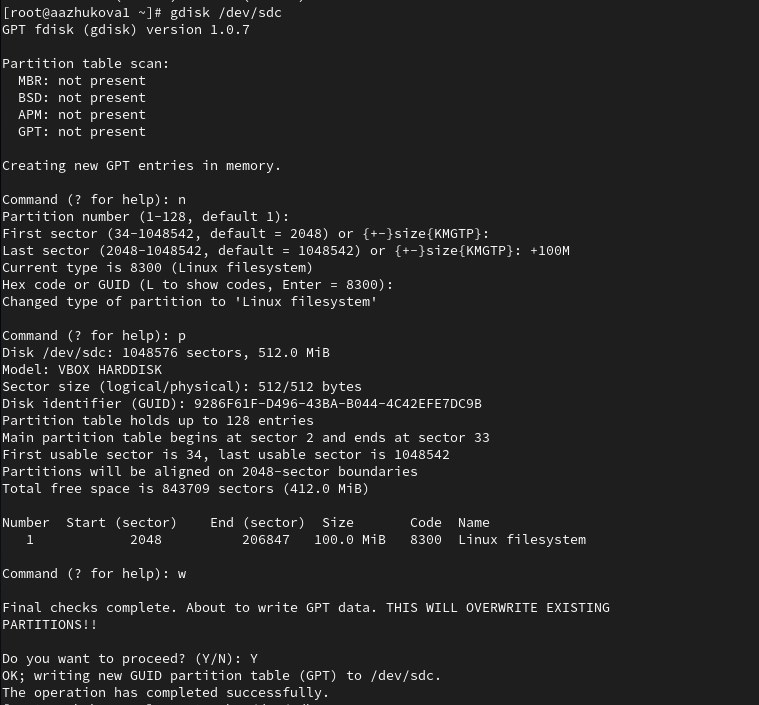 [root@aazhukova1 ~]# gdisk /dev/sdc
GPT fdisk (gdisk) version 1.0.7
Partition table scan:
  MBR: not present
  BSD: not present
  APM: not present
  GPT: not present
Creating new GPT entries in memory.
Command (? for help): n
Partition number (1-128, default 1):
First sector (34-1048542, default = 2048) or {+-}size{KMGTP}:
Last sector (2048-1048542, default = 1048542) or {+-}size{KMGTP}: +100M
Current type is 8300 (Linux filesystem)
Hex code or GUID (L to show codes, Enter = 8300):
Changed type of partition to 'Linux filesystem'
Command (? for help): p
Disk /dev/sdc: 1048576 sectors, 512.0 MiB
Model: VBOX HARDDISK
Sector size (logical/physical): 512/512 bytes
Disk identifier (GUID): 9286F61F-D496-43BA-B044-4C42EFE7DC9B
Partition table holds up to 128 entries
Main partition table begins at sector 2 and ends at sector 33
First usable sector is 34, last usable sector is 1048542
Partitions will be aligned on 2048-sector boundaries
Total free space is 843709 sectors (412.0 MiB)
Number  Start (sector)    End (sector)  Size       Code  Name
   1            2048          206847   100.0 MiB   8300  Linux filesystem
Command (? for help): w
Final checks complete. About to write GPT data. THIS WILL OVERWRITE EXISTING
PARTITIONS!!
Do you want to proceed? (Y/N): Y
OK; writing new GUID partition table (GPT) to /dev/sdc.
The operation has completed successfully.